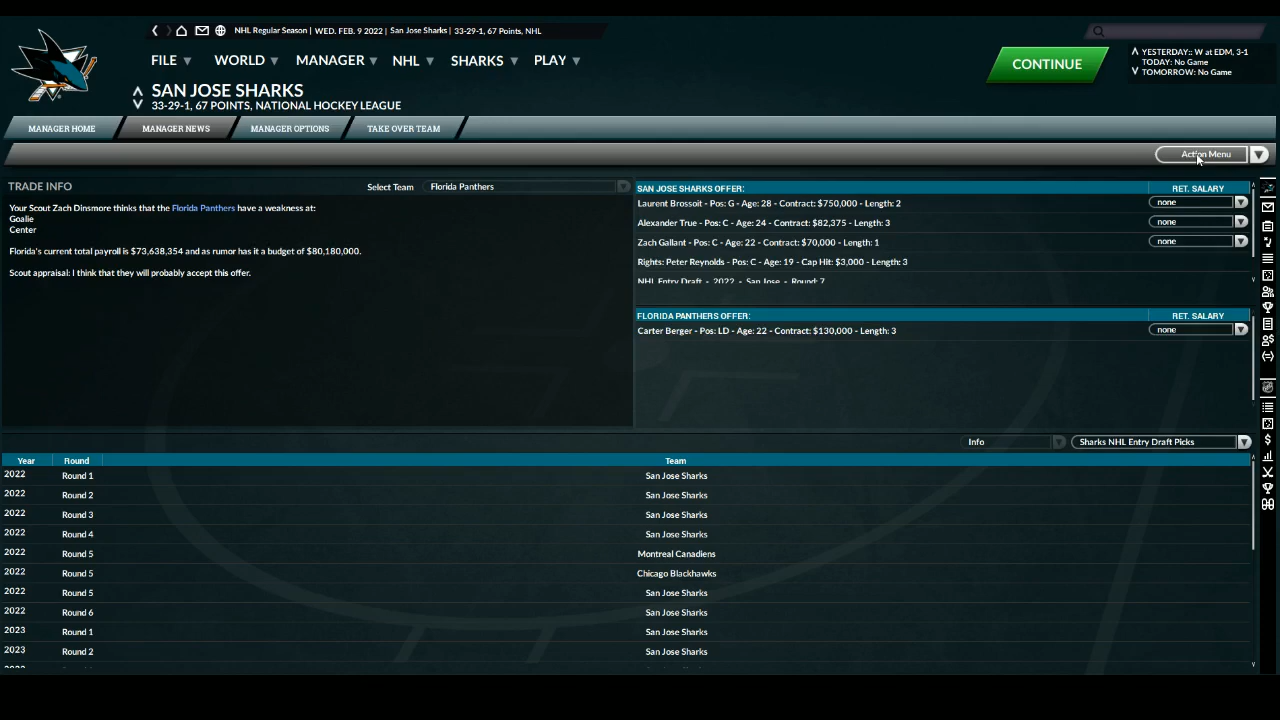 NHL Regular Season | WED. FEB. 9 2022 | San Jose Sharks | 33-29-1, 67 Points, NHL
FILE WORLD MANAGER NHL SHARKS PLAY
CONTINUE
YESTERDAY:: W at EDM, 3-1
TODAY: No Game
TOMORROW: No Game
SAN JOSE SHARKS
33-29-1, 67 POINTS, NATIONAL HOCKEY LEAGUE
MANAGER HOME MANAGER NEWS MANAGER OPTIONS TAKE OVER TEAM
Action Menu
TRADE INFO Select Team Florida Panthers
Your Scout Zach Dinsmore thinks that the Florida Panthers have a weakness at:
Goalie
Center
Florida's current total payroll is $73,638,354 and as rumor has it a budget of $80,180,000.
Scout appraisal: I think that they will probably accept this offer.
SAN JOSE SHARKS OFFER: RET. SALARY
Laurent Brossoit - Pos: G - Age: 28 - Contract: $750,000 - Length: 2 none
Alexander True - Pos: C - Age: 24 - Contract: $82,375 - Length: 3 none
Zach Gallant - Pos: C - Age: 22 - Contract: $70,000 - Length: 1 none
Rights: Peter Reynolds - Pos: C - Age: 19 - Cap Hit: $3,000 - Length: 3
NHL Entry Draft - 2022 - San Jose - Round: 7
FLORIDA PANTHERS OFFER: RET. SALARY
Carter Berger - Pos: LD - Age: 22 - Contract: $130,000 - Length: 3 none
Info Sharks NHL Entry Draft Picks
Year Round Team
2022 Round 1 San Jose Sharks
2022 Round 2 San Jose Sharks
2022 Round 3 San Jose Sharks
2022 Round 4 San Jose Sharks
2022 Round 5 Montreal Canadiens
2022 Round 5 Chicago Blackhawks
2022 Round 5 San Jose Sharks
2022 Round 6 San Jose Sharks
2023 Round 1 San Jose Sharks
2023 Round 2 San Jose Sharks